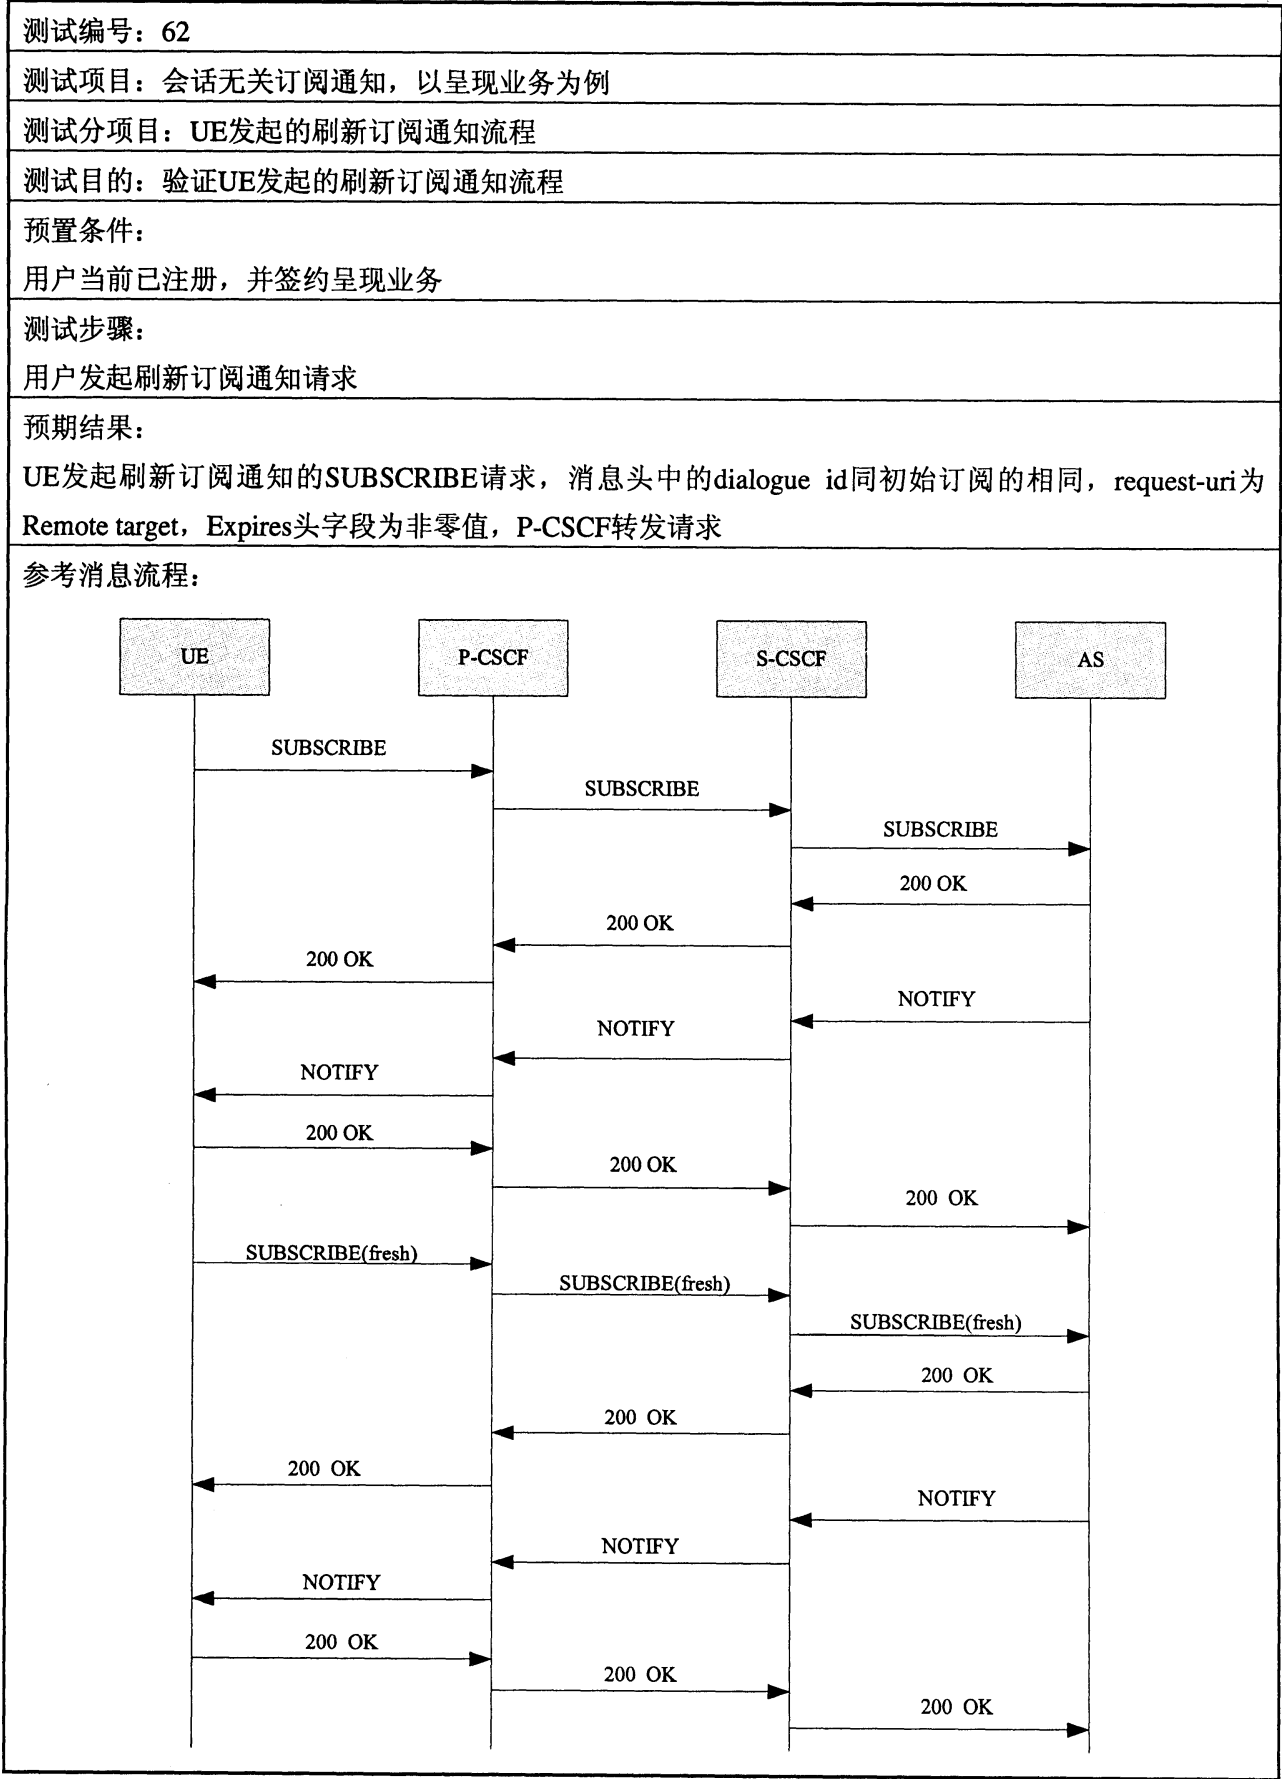 测试编号：62
测试项目：会话无关订阅通知，以呈现业务为例
测试分项目：UE发起的刷新订阅通知流程
测试目的：验证UE发起的刷新订阅通知流程
预置条件：
用户当前已注册，并签约呈现业务
测试步骤：
用户发起刷新订阅通知请求
预期结果：
UE发起刷新订阅通知的SUBSCRIBE请求，消息头中的dialogue id同初始订阅的相同，request-uri为
Remote target，Expires头字段为非零值，P-CSCF转发请求
参考消息流程：
UE
P-CSCF
S-CSCF
AS
SUBSCRIBE
SUBSCRIBE
SUBSCRIBE
200 OK
200 OK
200 OK
NOTIFY
NOTIFY
NOTIFY
200 OK
200 OK
200 OK
SUBSCRIBE(fresh)
SUBSCRIBE(fresh)
SUBSCRIBE(fresh)
200 OK
200 OK
200 OK
NOTIFY
NOTIFY
NOTIFY
200 OK
200 OK
200 OK